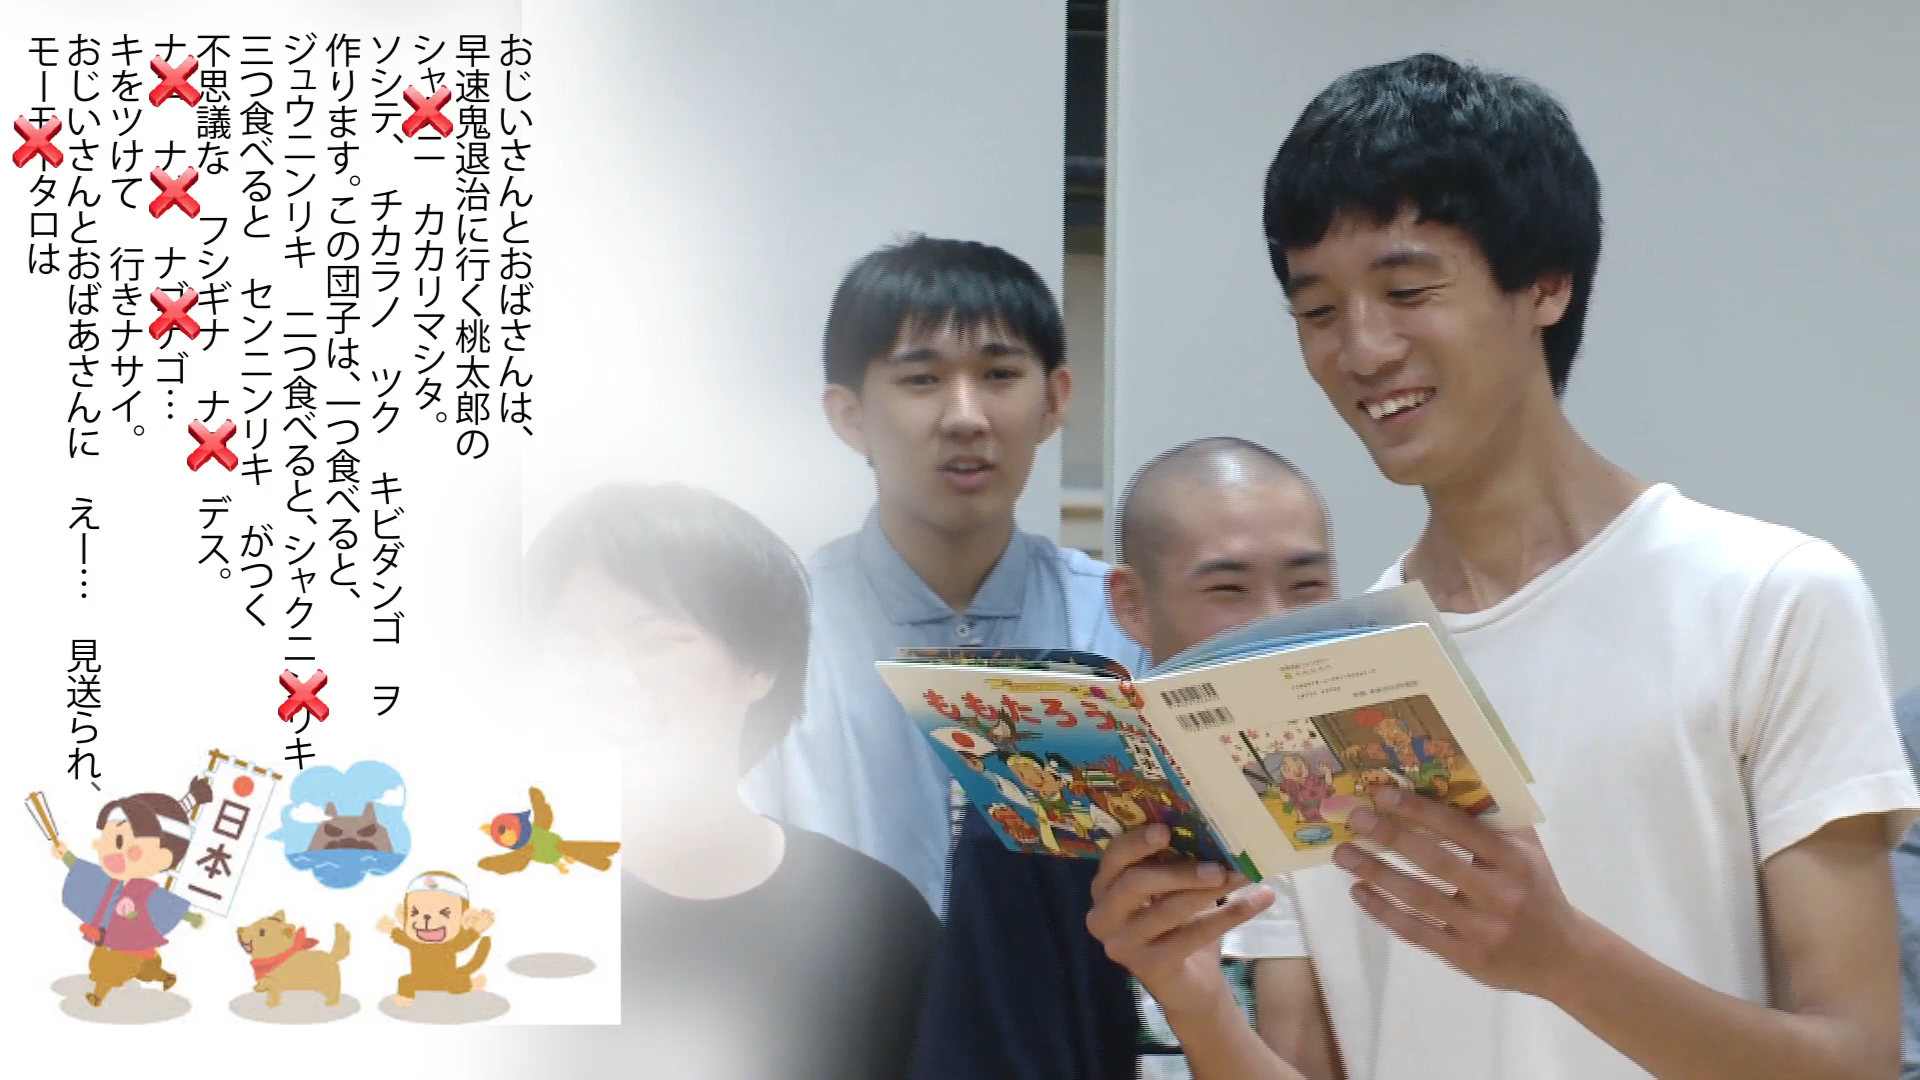 おじいさんとおばさんは、
早速鬼退治に行く桃太郎の
シャ ニ　カカリマシタ。
ソシテ、　チカラノ　ツク　キビダンゴ　ヲ
作ります。この団子は、一つ食べると、
ジュウニンリキ　二つ食べると、シャクニ リキ
三つ食べると　センニンリキ　がつく
不思議な　フシギナ　ナ 　デス。
ナ 　ナ 　ナゴナゴ…
キをツけて　行きナサイ。
おじいさんとおばあさんに　えー…　見送られ、
モーモータロは
日本一
ももたろう